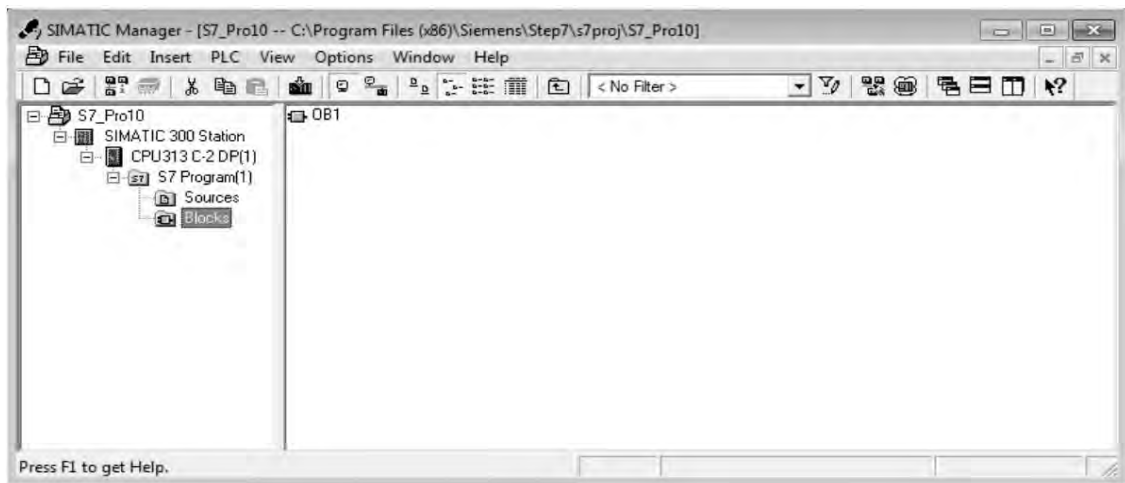 SIMATIC Manager - [S7_Pro10 -- C:\Program Files (x86)\Siemens\Step7\s7proj\S7_Pro10]
File Edit Insert PLC View Options Window Help
< No Filter >
S7_Pro10
SIMATIC 300 Station
CPU313 C-2 DP(1)
S7 Program(1)
Sources
Blocks
OB1
Press F1 to get Help.